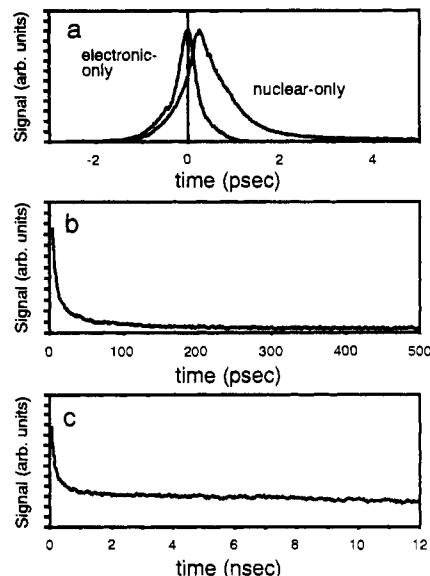 a
electronic-
only
nuclear-only
Signal (arb. units)
-2 0 2 4
time (psec)
b
Signal (arb. units)
0 100 200 300 400 500
time (psec)
c
Signal (arb. units)
0 2 4 6 8 10 12
time (nsec)